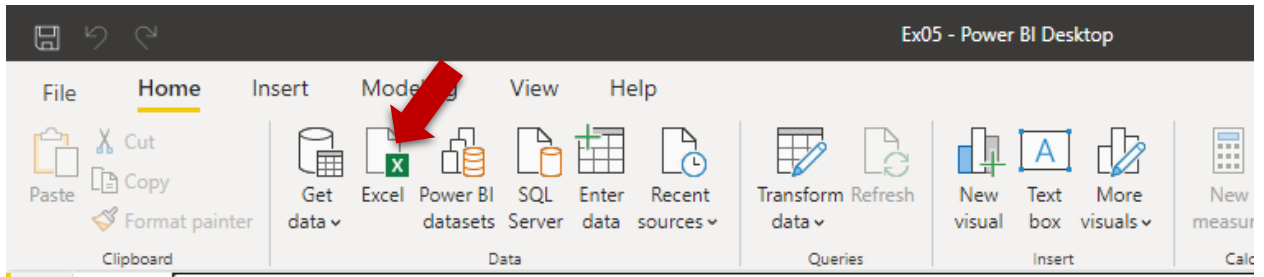 Ex05 - Power BI Desktop
File Home Insert View Help
Cut
Copy
Format painter
Paste
Get data
Excel
Power BI datasets
SQL Server
Enter data
Recent sources
Transform data
Refresh
New visual
Text box
A
X
More visuals
New
Clipboard
Data
Queries
Insert